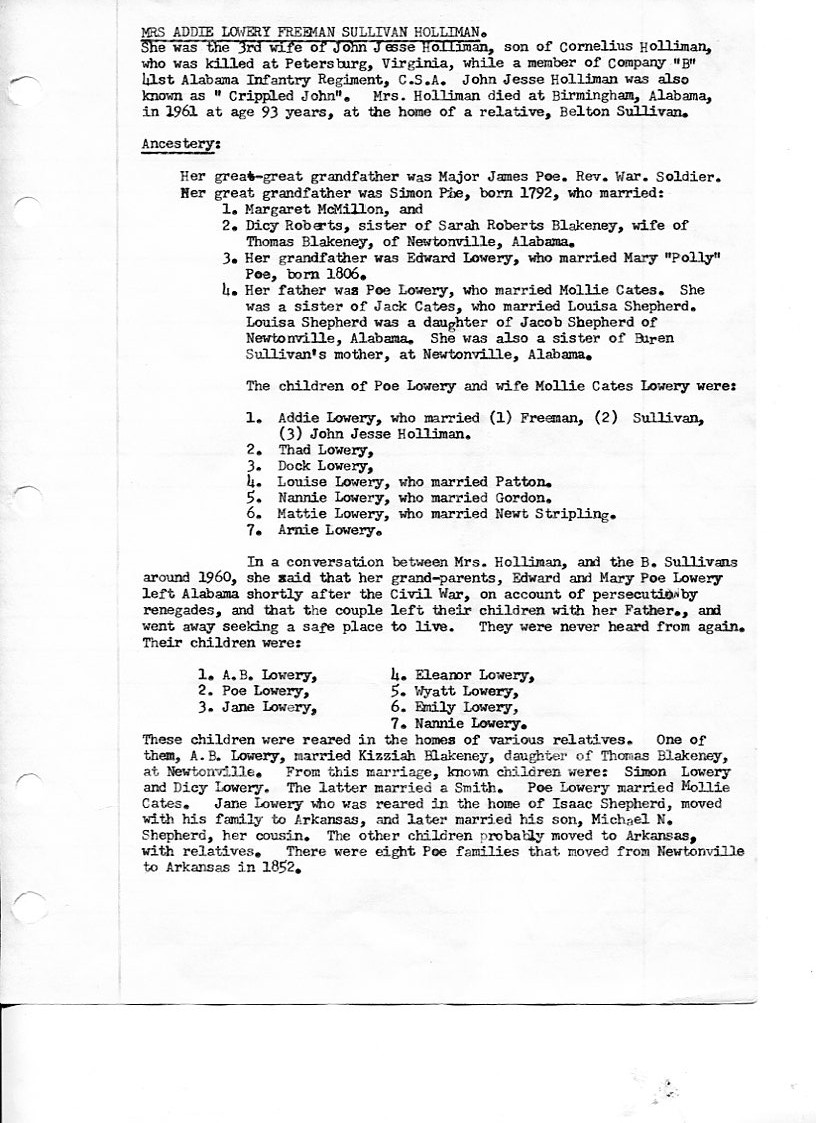 MRS ADDIE LOWERY FREEMAN SULLIVAN HOLLIMAN.
She was the 3rd wife of John Jesse Holliman, son of Cornelius Holliman,
who was killed at Petersburg, Virginia, while a member of Company "B"
41st Alabama Infantry Regiment, C.S.A. John Jesse Holliman was also
known as " Crippled John". Mrs. Holliman died at Birmingham, Alabama,
in 1961 at age 93 years, at the home of a relative, Belton Sullivan.
Ancestery:
Her great-great grandfather was Major James Poe. Rev. War. Soldier.
Her great grandfather was Simon Poe, born 1792, who married:
1. Margaret McMillon, and
2. Dicy Roberts, sister of Sarah Roberts Blakeney, wife of
Thomas Blakeney, of Newtonville, Alabama.
3. Her grandfather was Edward Lowery, who married Mary "Polly"
Poe, born 1806.
4. Her father was Poe Lowery, who married Mollie Cates. She
was a sister of Jack Cates, who married Louisa Shepherd.
Louisa Shepherd was a daughter of Jacob Shepherd of
Newtonville, Alabama. She was also a sister of Buren
Sullivan's mother, at Newtonville, Alabama.
The children of Poe Lowery and wife Mollie Cates Lowery were:
1. Addie Lowery, who married (1) Freeman, (2) Sullivan,
(3) John Jesse Holliman.
2. Thad Lowery,
3. Dock Lowery,
4. Louise Lowery, who married Patton.
5. Nannie Lowery, who married Gordon.
6. Mattie Lowery, who married Newt Stripling.
7. Arnie Lowery.
In a conversation between Mrs. Holliman, and the B. Sullivans
around 1960, she said that her grand-parents, Edward and Mary Poe Lowery
left Alabama shortly after the Civil War, on account of persecution by
renegades, and that the couple left their children with her Father., and
went away seeking a safe place to live. They were never heard from again.
Their children were:
1. A.B. Lowery, 4. Eleanor Lowery,
2. Poe Lowery, 5. Wyatt Lowery,
3. Jane Lowery, 6. Emily Lowery,
7. Nannie Lowery.
These children were reared in the homes of various relatives. One of
them, A.B. Lowery, married Kizziah Blakeney, daughter of Thomas Blakeney,
at Newtonville. From this marriage, known children were: Simon Lowery
and Dicy Lowery. The latter married a Smith. Poe Lowery married Mollie
Cates. Jane Lowery who was reared in the home of Isaac Shepherd, moved
with his family to Arkansas, and later married his son, Michael N.
Shepherd, her cousin. The other children probably moved to Arkansas,
with relatives. There were eight Poe families that moved from Newtonville
to Arkansas in 1852.